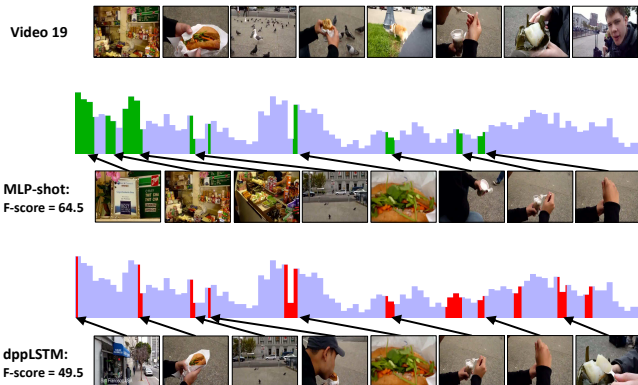 Video 19
MLP-shot:
F-score = 64.5
dppLSTM:
F-score = 49.5